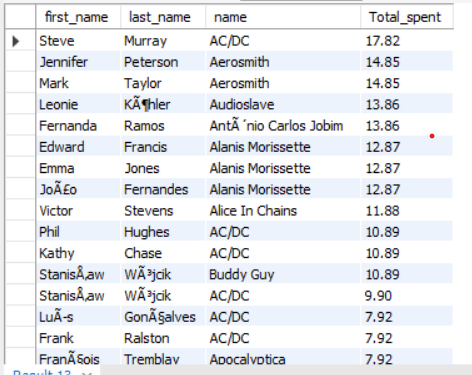 first_name last_name name Total_spent
Steve Murray AC/DC 17.82
Jennifer Peterson Aerosmith 14.85
Mark Taylor Aerosmith 14.85
Leonie KÃ¶hler Audioslave 13.86
Fernanda Ramos AntÃ´nio Carlos Jobim 13.86
Edward Francis Alanis Morissette 12.87
Emma Jones Alanis Morissette 12.87
JoÃ£o Fernandes Alanis Morissette 12.87
Victor Stevens Alice In Chains 11.88
Phil Hughes AC/DC 10.89
Kathy Chase AC/DC 10.89
StanisÅ‚aw WÃ³jcik Buddy Guy 10.89
StanisÅ‚aw WÃ³jcik AC/DC 9.90
LuÃ­s GonÃ§alves AC/DC 7.92
Frank Ralston AC/DC 7.92
FranÃ§ois Tremblay Apocalyptica 7.92
Result 13